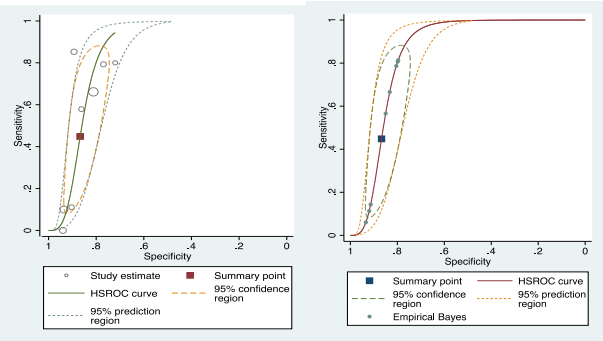 Sensitivity
1
.8
.6
.4
.2
0
1
.8
.6
.4
.2
0
Specificity
Study estimate
Summary point
HSROC curve
95% confidence
region
95% prediction
region
Sensitivity
1
.8
.6
.4
.2
0
1
.8
.6
.4
.2
0
Specificity
Summary point
HSROC curve
95% confidence
region
95% prediction
region
Empirical Bayes